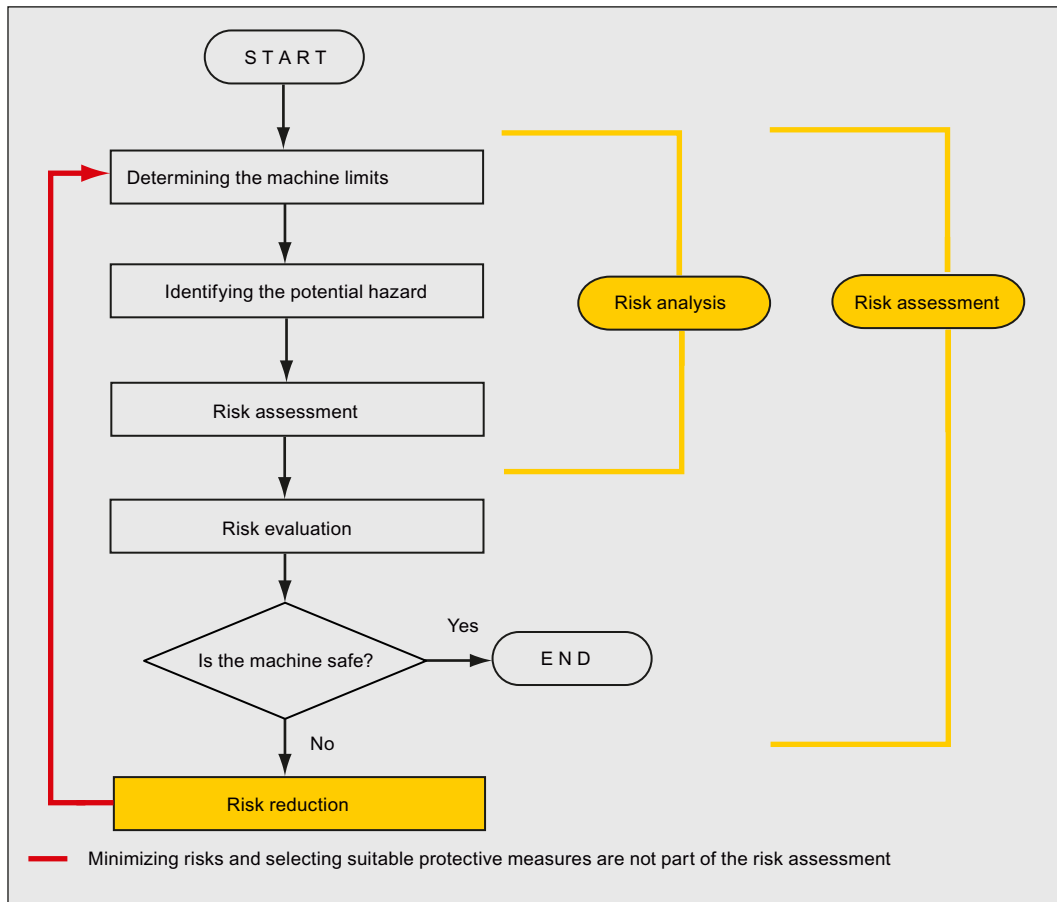 S T A R T
Determining the machine limits
Identifying the potential hazard
Risk analysis
Risk assessment
Risk assessment
Risk evaluation
Yes
Is the machine safe?
E N D
No
Risk reduction
Minimizing risks and selecting suitable protective measures are not part of the risk assessment